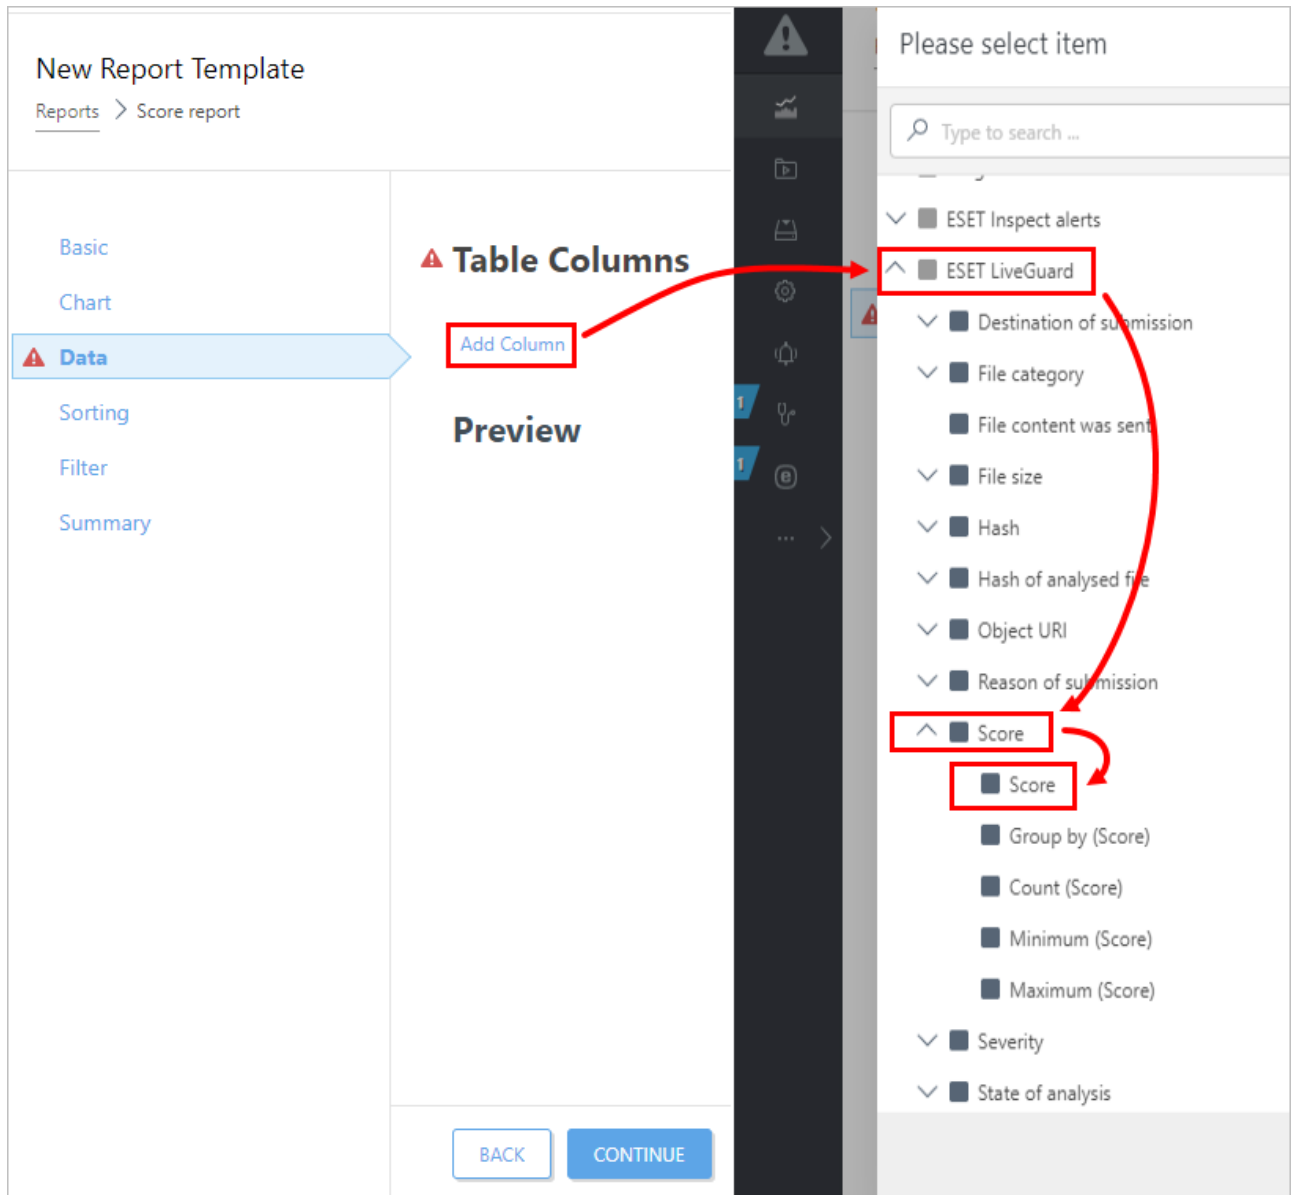 New Report Template
Reports > Score report
Basic
Chart
Data
Sorting
Filter
Summary
Table Columns
Add Column
Preview
BACK
CONTINUE
1
1
...
Please select item
Type to search ...
ESET Inspect alerts
ESET LiveGuard
Destination of submission
File category
File content was sent
File size
Hash
Hash of analysed file
Object URI
Reason of submission
Score
Score
Group by (Score)
Count (Score)
Minimum (Score)
Maximum (Score)
Severity
State of analysis